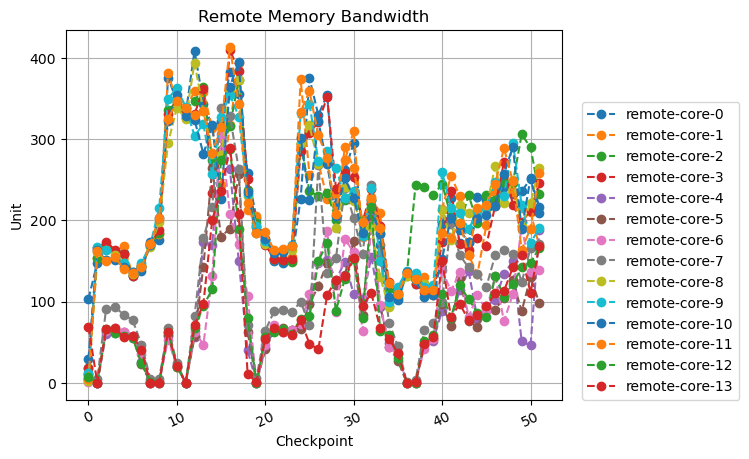 Remote Memory Bandwidth
Unit
400
300
200
100
0
0
10
20
30
40
50
Checkpoint
remote-core-0
remote-core-1
remote-core-2
remote-core-3
remote-core-4
remote-core-5
remote-core-6
remote-core-7
remote-core-8
remote-core-9
remote-core-10
remote-core-11
remote-core-12
remote-core-13